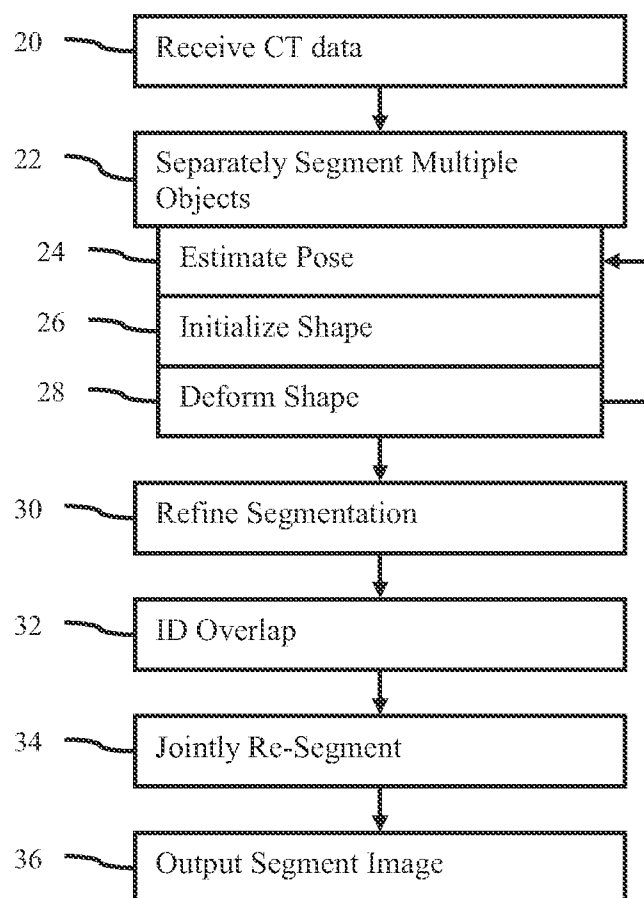 20 Receive CT data
22 Separately Segment Multiple
Objects
24 Estimate Pose
26 Initialize Shape
28 Deform Shape
30 Refine Segmentation
32 ID Overlap
34 Jointly Re-Segment
36 Output Segment Image